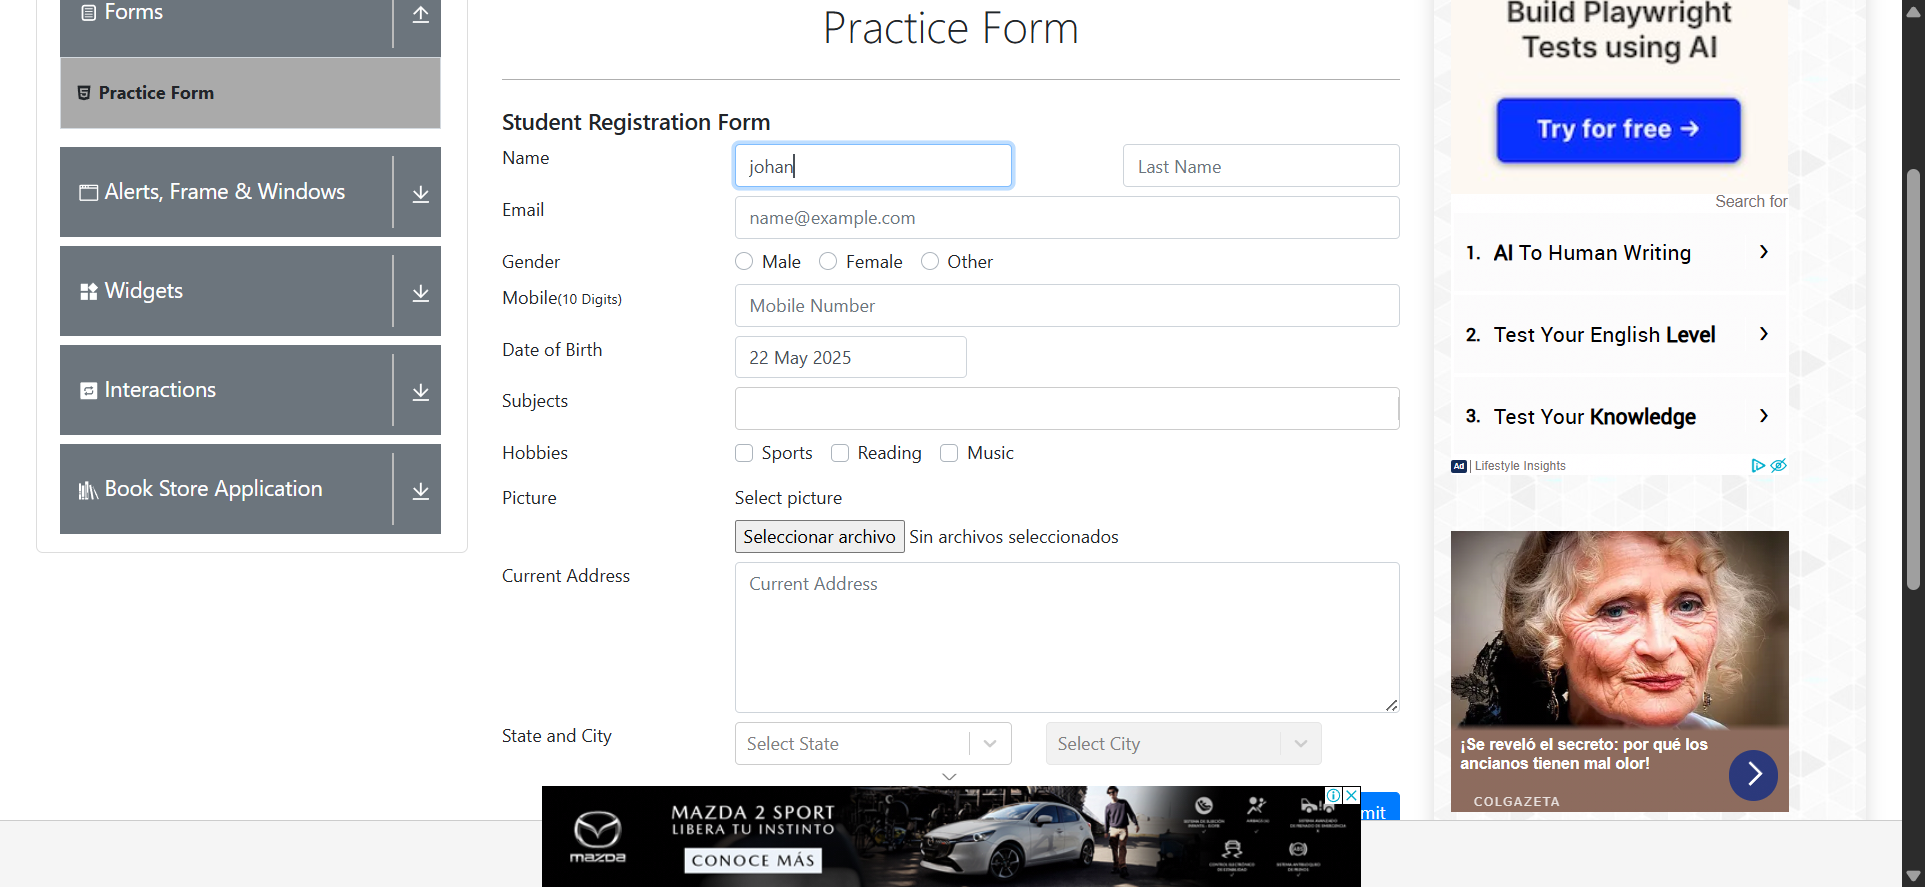 Forms
Practice Form
Alerts, Frame & Windows
Widgets
Interactions
Book Store Application
Practice Form
Student Registration Form
Name
johan
Last Name
Email
name@example.com
Gender
Male
Female
Other
Mobile(10 Digits)
Mobile Number
Date of Birth
22 May 2025
Subjects
Hobbies
Sports
Reading
Music
Picture
Select picture
Seleccionar archivo Sin archivos seleccionados
Current Address
Current Address
State and City
Select State
Select City
mit
MAZDA 2 SPORT
LIBERA TU INSTINTO
CONOCE MÁS
mazda
Build Playwright
Tests using AI
Try for free →
Search for
1. AI To Human Writing
2. Test Your English Level
3. Test Your Knowledge
Ad | Lifestyle Insights
¡Se reveló el secreto: por qué los
ancianos tienen mal olor!
COLGAZETA